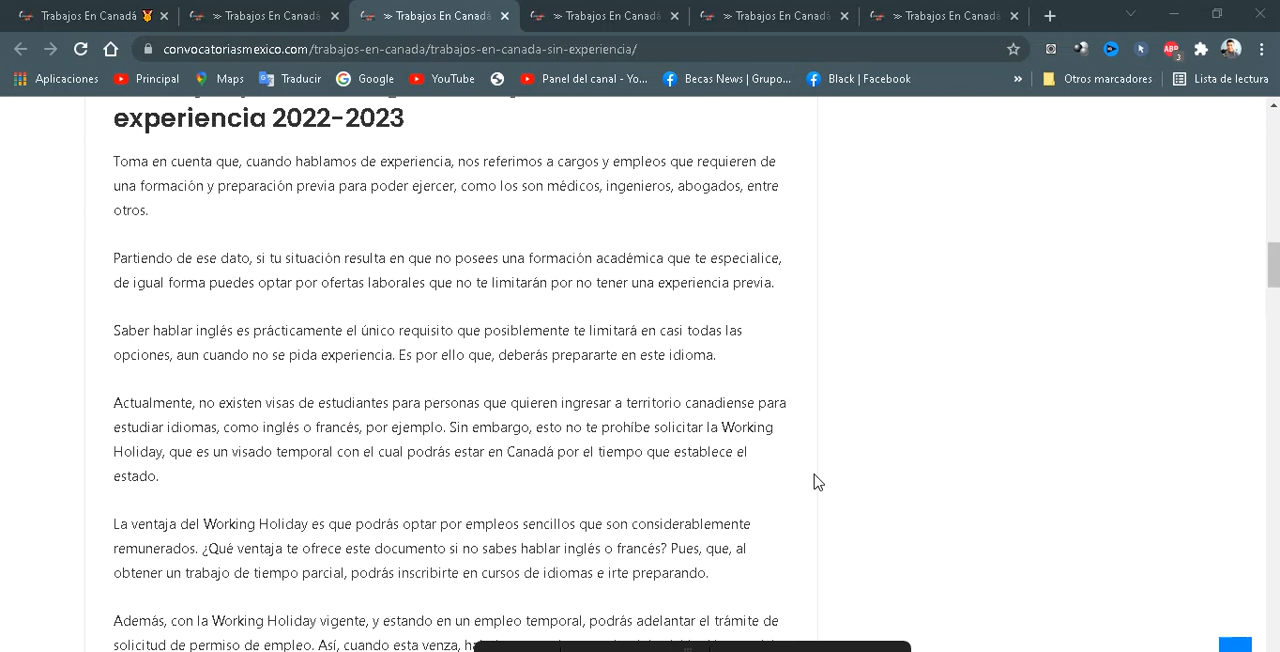 Trabajos En Canadá
≫ Trabajos En Canadá
≫ Trabajos En Canadá
≫ Trabajos En Canadá
≫ Trabajos En Canadá
≫ Trabajos En Canadá
convocatoriasmexico.com/trabajos-en-canada/trabajos-en-canada-sin-experiencia/
ABP
3
Aplicaciones
Principal
Maps
Traducir
Google
YouTube
Panel del canal - Yo...
Becas News | Grupo...
Black | Facebook
»
Otros marcadores
Lista de lectura
experiencia 2022-2023
Toma en cuenta que, cuando hablamos de experiencia, nos referimos a cargos y empleos que requieren de
una formación y preparación previa para poder ejercer, como los son médicos, ingenieros, abogados, entre
otros.
Partiendo de ese dato, si tu situación resulta en que no posees una formación académica que te especialice,
de igual forma puedes optar por ofertas laborales que no te limitarán por no tener una experiencia previa.
Saber hablar inglés es prácticamente el único requisito que posiblemente te limitará en casi todas las
opciones, aun cuando no se pida experiencia. Es por ello que, deberás prepararte en este idioma.
Actualmente, no existen visas de estudiantes para personas que quieren ingresar a territorio canadiense para
estudiar idiomas, como inglés o francés, por ejemplo. Sin embargo, esto no te prohíbe solicitar la Working
Holiday, que es un visado temporal con el cual podrás estar en Canadá por el tiempo que establece el
estado.
La ventaja del Working Holiday es que podrás optar por empleos sencillos que son considerablemente
remunerados. ¿Qué ventaja te ofrece este documento si no sabes hablar inglés o francés? Pues, que, al
obtener un trabajo de tiempo parcial, podrás inscribirte en cursos de idiomas e irte preparando.
Además, con la Working Holiday vigente, y estando en un empleo temporal, podrás adelantar el trámite de
solicitud de permiso de empleo. Así, cuando esta venza,